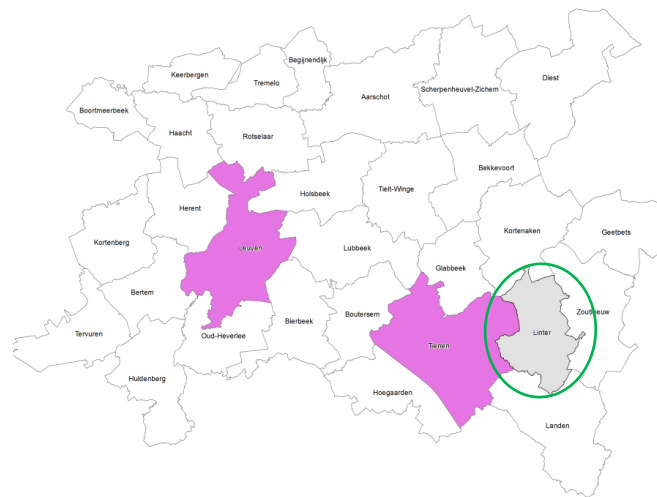 Begijnendijk
Keerbergen
Tremelo
Diest
Scherpenheuvel-Zichem
Aarschot
Boortmeerbeek
Haacht
Rotselaar
Bekkevoort
Tielt-Winge
Holsbeek
Herent
Kortenaken
Geetbets
Kortenberg
Leuven
Lubbeek
Glabbeek
Bertem
Zoutleeuw
Boutersem
Bierbeek
Tervuren
Linter
Oud-Heverlee
Tienen
Huldenberg
Hoegaarden
Landen